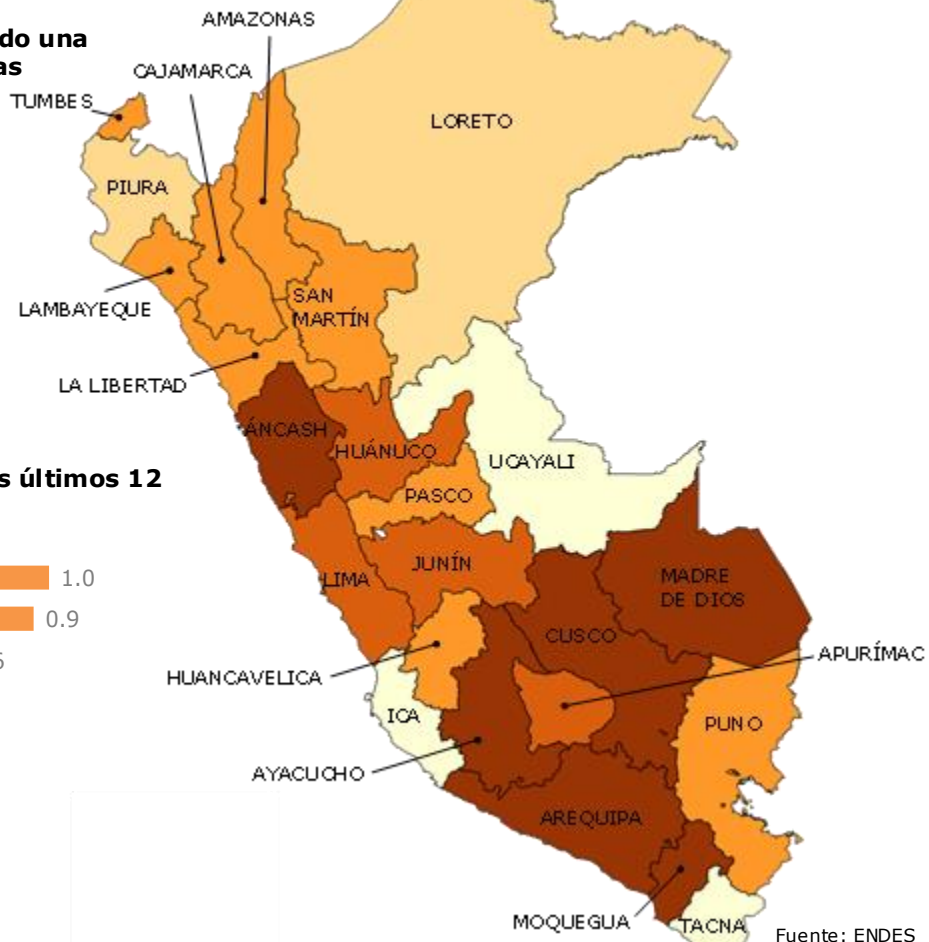 AMAZONAS
do una
as
CAJAMARCA
TUMBES
LORETO
PIURA
SAN
MARTÍN
LAMBAYEQUE
LA LIBERTAD
ÁNCASH
HUÁNUCO
UCAYALI
s últimos 12
PASCO
JUNÍN
1.0
LIMA
MADRE
DE DIOS
0.9
CUSCO
APURÍMAC
HUANCAVELICA
ICA
PUNO
AYACUCHO
AREQUIPA
MOQUEGUA
TACNA
Fuente: ENDES